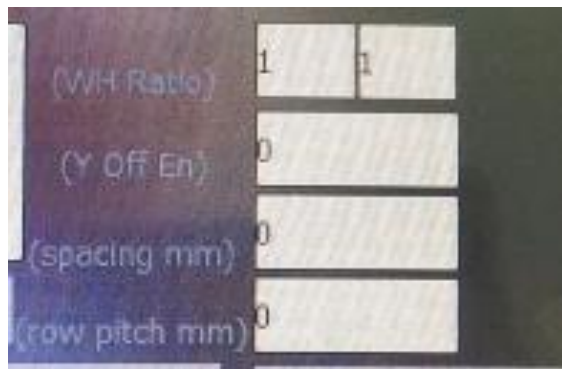 (WH Ratio) 1 1
(Y Off En) 0
(spacing mm) 0
(row pitch mm) 0